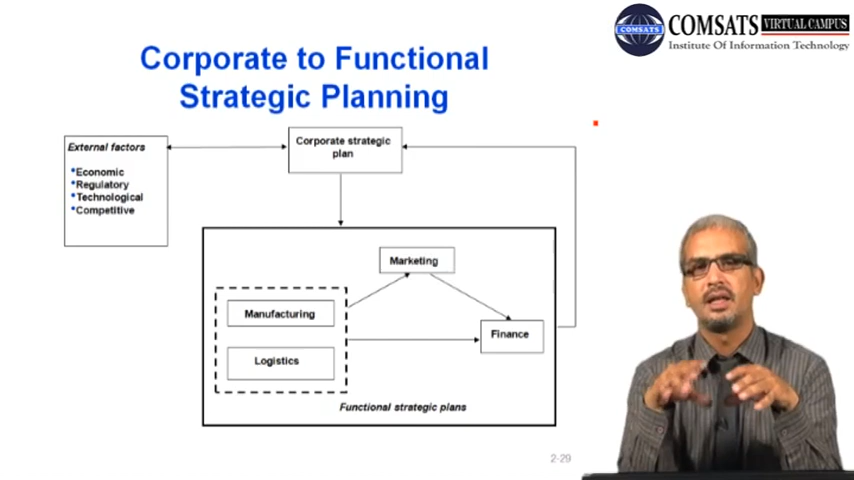 COMSATS
COMSATS VIRTUAL CAMPUS
Institute Of Information Technology
Corporate to Functional
Strategic Planning
External factors
•Economic
•Regulatory
•Technological
•Competitive
Corporate strategic
plan
Marketing
Manufacturing
Logistics
Finance
Functional strategic plans
2-29